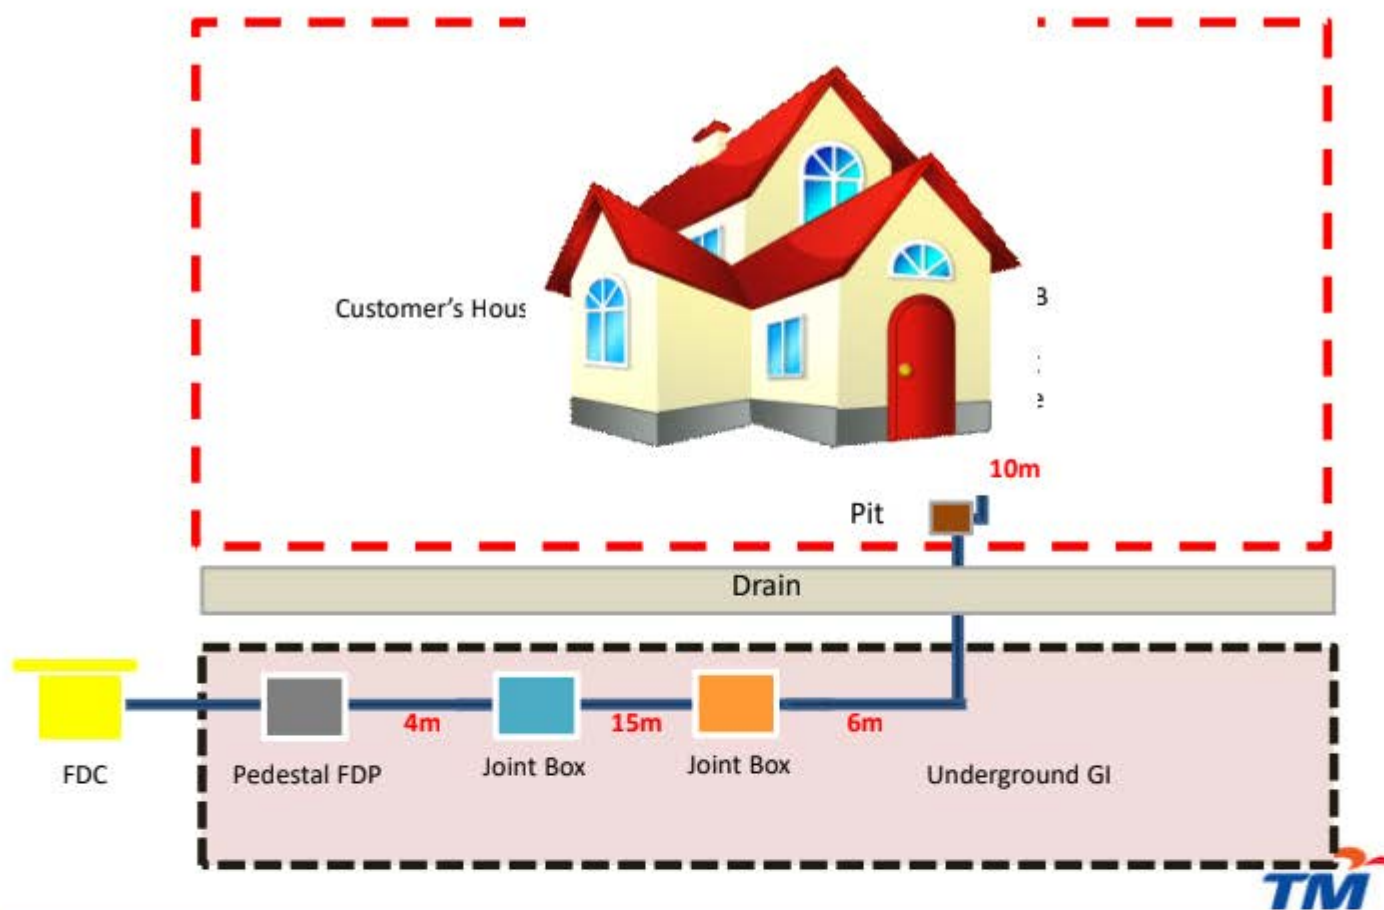 Customer's Hous
B
e
10m
Pit
Drain
4m
15m
6m
FDC
Pedestal FDP
Joint Box
Joint Box
Underground GI
TM